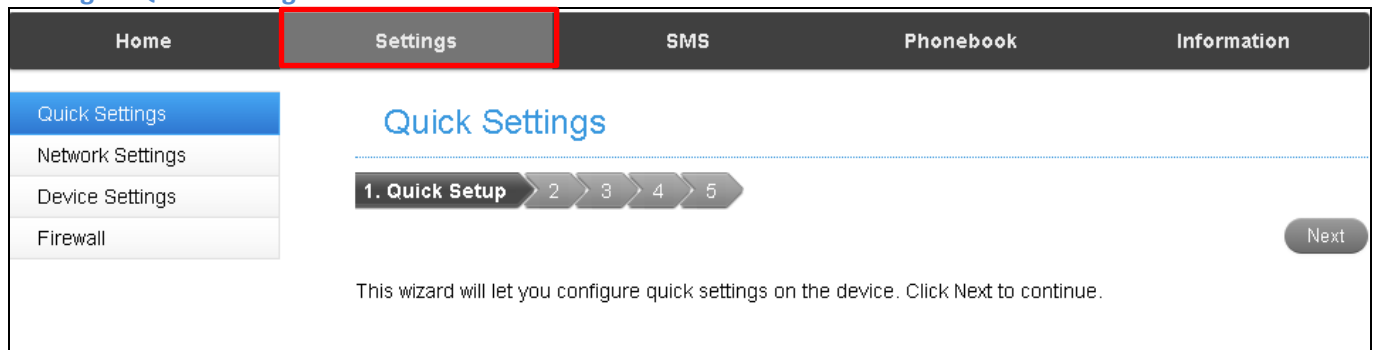 Home Settings SMS Phonebook Information
Quick Settings
Network Settings
Device Settings
Firewall
Quick Settings
1. Quick Setup 2 3 4 5
Next
This wizard will let you configure quick settings on the device. Click Next to continue.